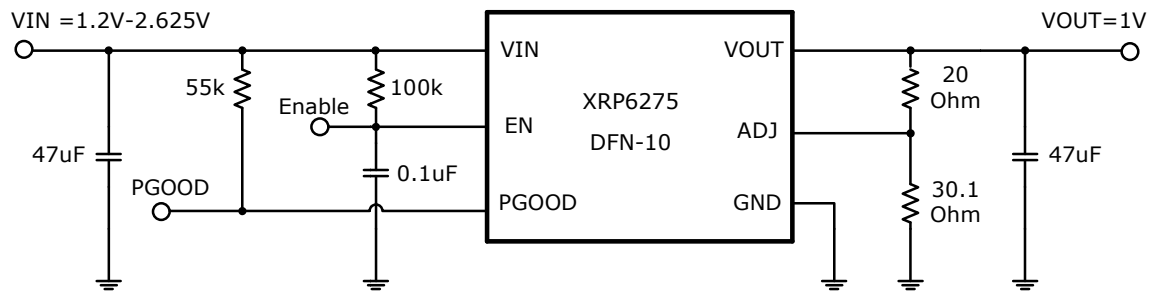 VIN =1.2V-2.625V
VOUT=1V
VIN
VOUT
55k
100k
20
Ohm
XRP6275
Enable
EN
ADJ
DFN-10
47uF
0.1uF
47uF
PGOOD
PGOOD
GND
30.1
Ohm